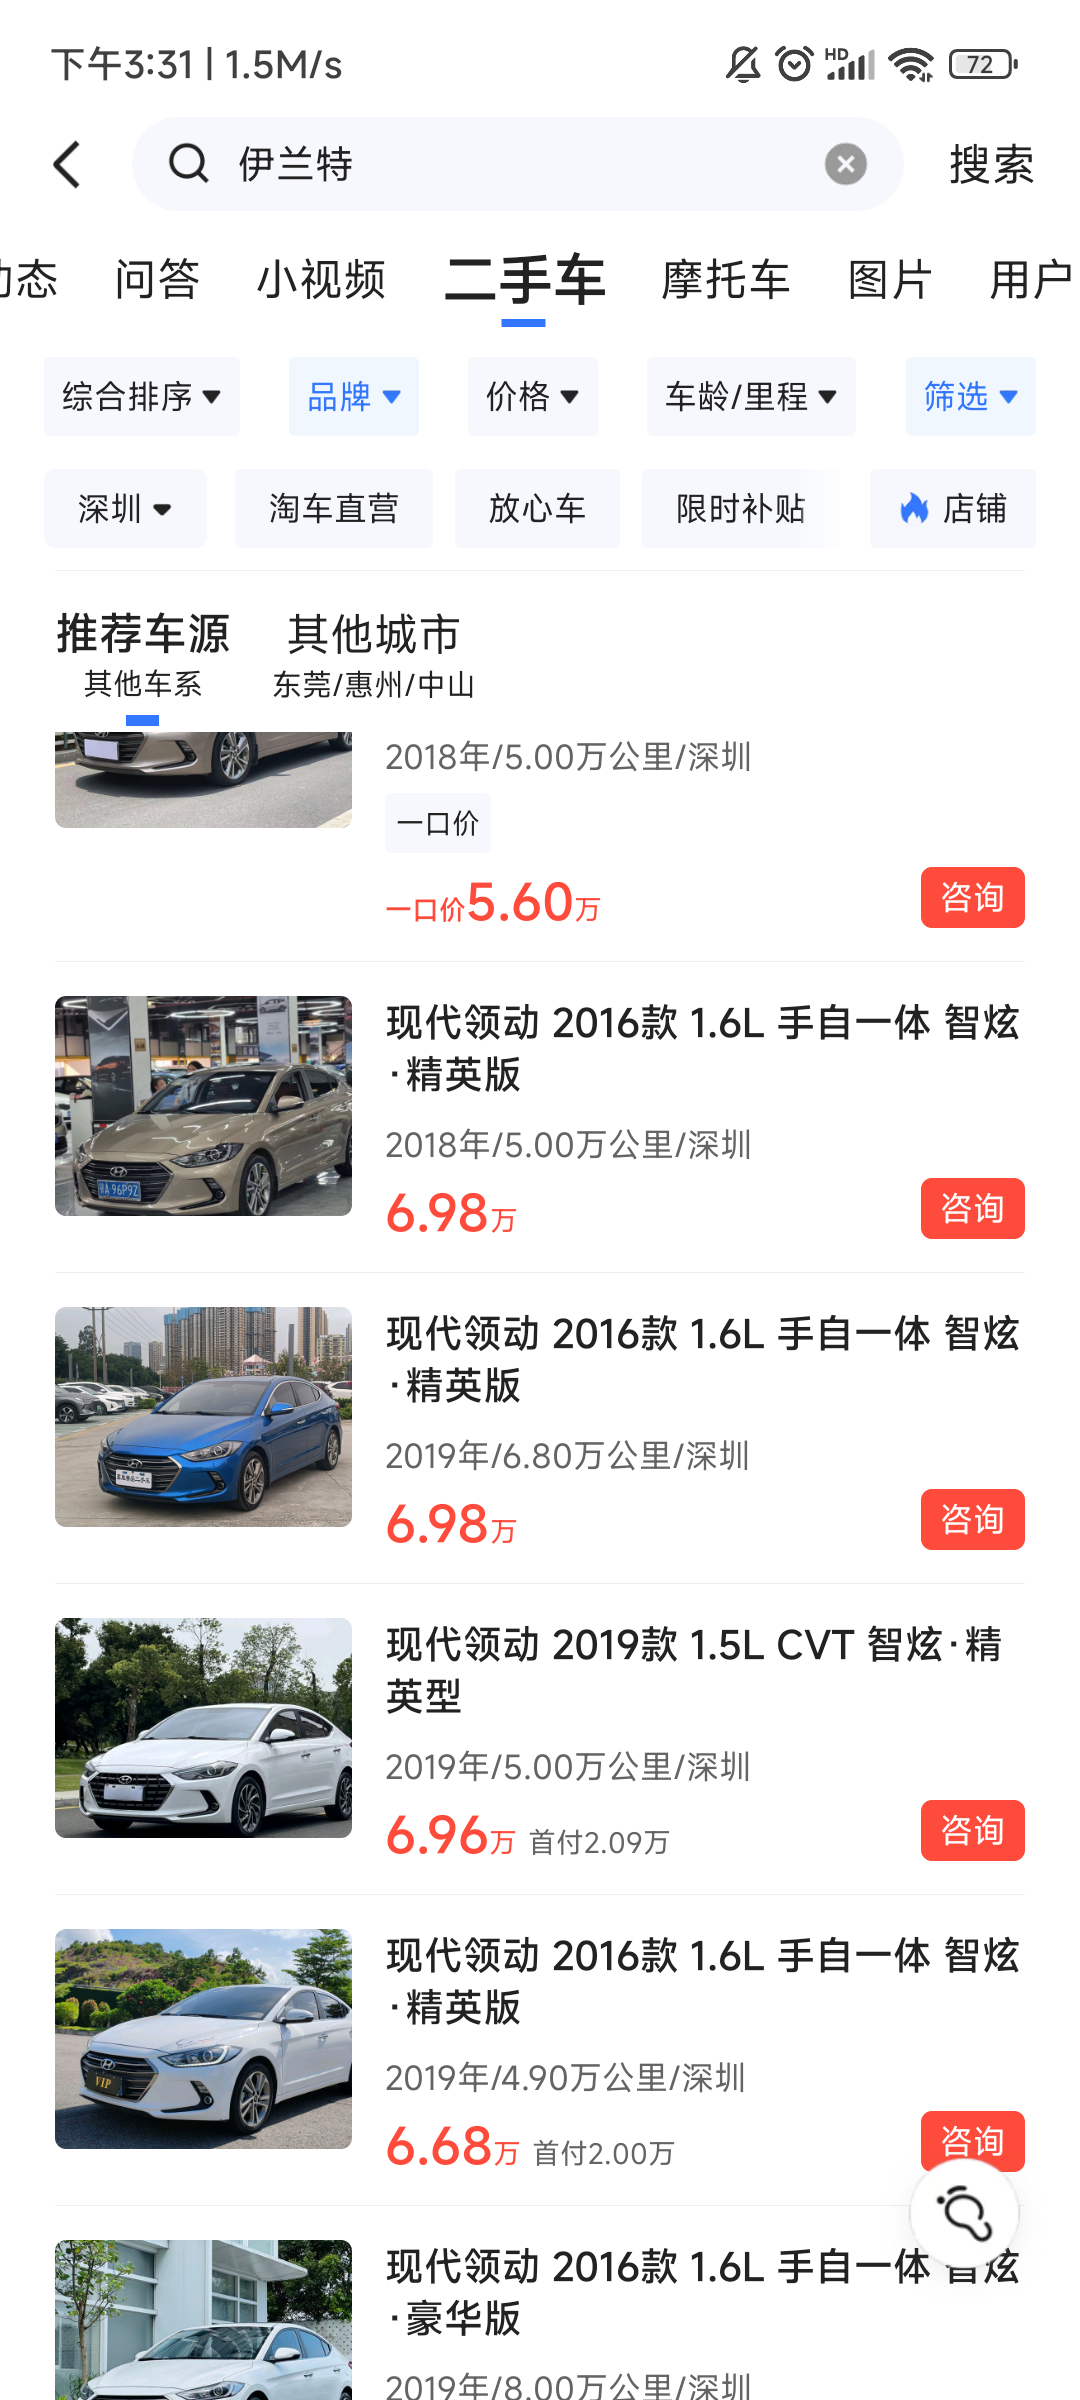 下午3:31 | 1.5M/s
HD
72
伊兰特
搜索
动态 问答 小视频 二手车 摩托车 图片 用户
综合排序 品牌 价格 车龄/里程 筛选
深圳 淘车直营 放心车 限时补贴 店铺
推荐车源 其他城市
其他车系 东莞/惠州/中山
2018年/5.00万公里/深圳
一口价
一口价5.60万 咨询
现代领动 2016款 1.6L 手自一体 智炫
·精英版
2018年/5.00万公里/深圳
6.98万 咨询
现代领动 2016款 1.6L 手自一体 智炫
·精英版
2019年/6.80万公里/深圳
6.98万 咨询
现代领动 2019款 1.5L CVT 智炫·精
英型
2019年/5.00万公里/深圳
6.96万 首付2.09万 咨询
VIP
现代领动 2016款 1.6L 手自一体 智炫
·精英版
2019年/4.90万公里/深圳
6.68万 首付2.00万 咨询
现代领动 2016款 1.6L 手自一体 智炫
·豪华版
2019年/8.00万公里/深圳